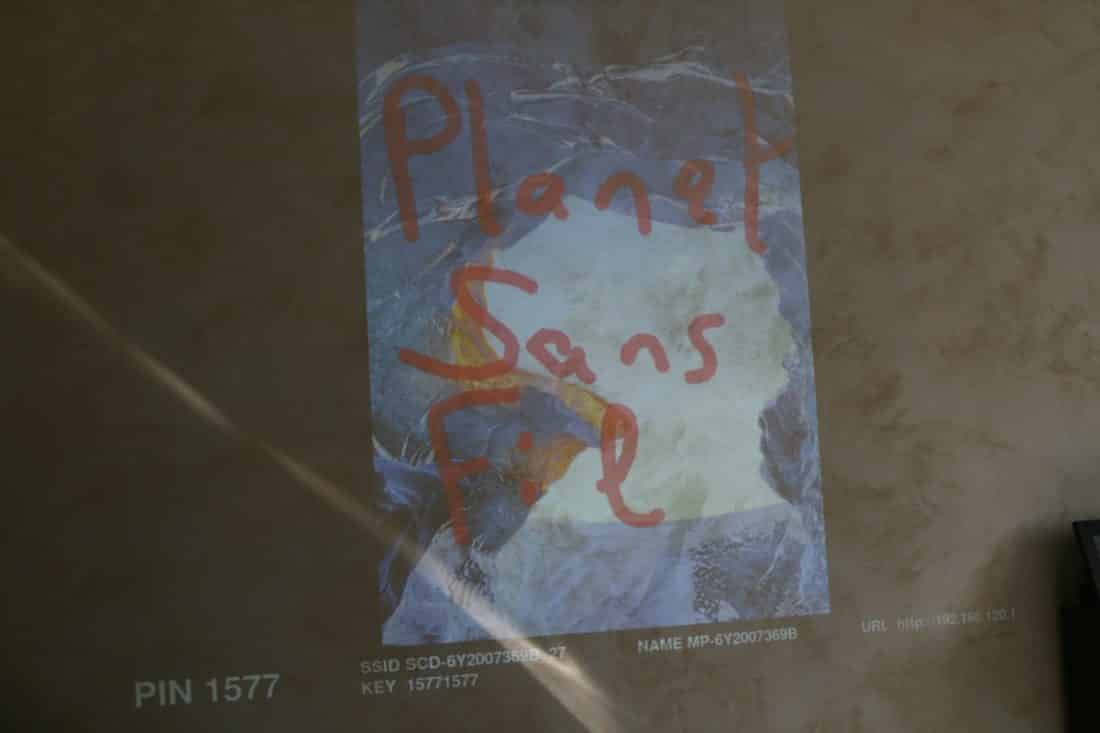 Planet
Sans
Fil
SSID SCD-6Y2007369B_27
NAME MP-6Y2007369B
URL http://192.168.120.1
PIN 1577
KEY 15771577